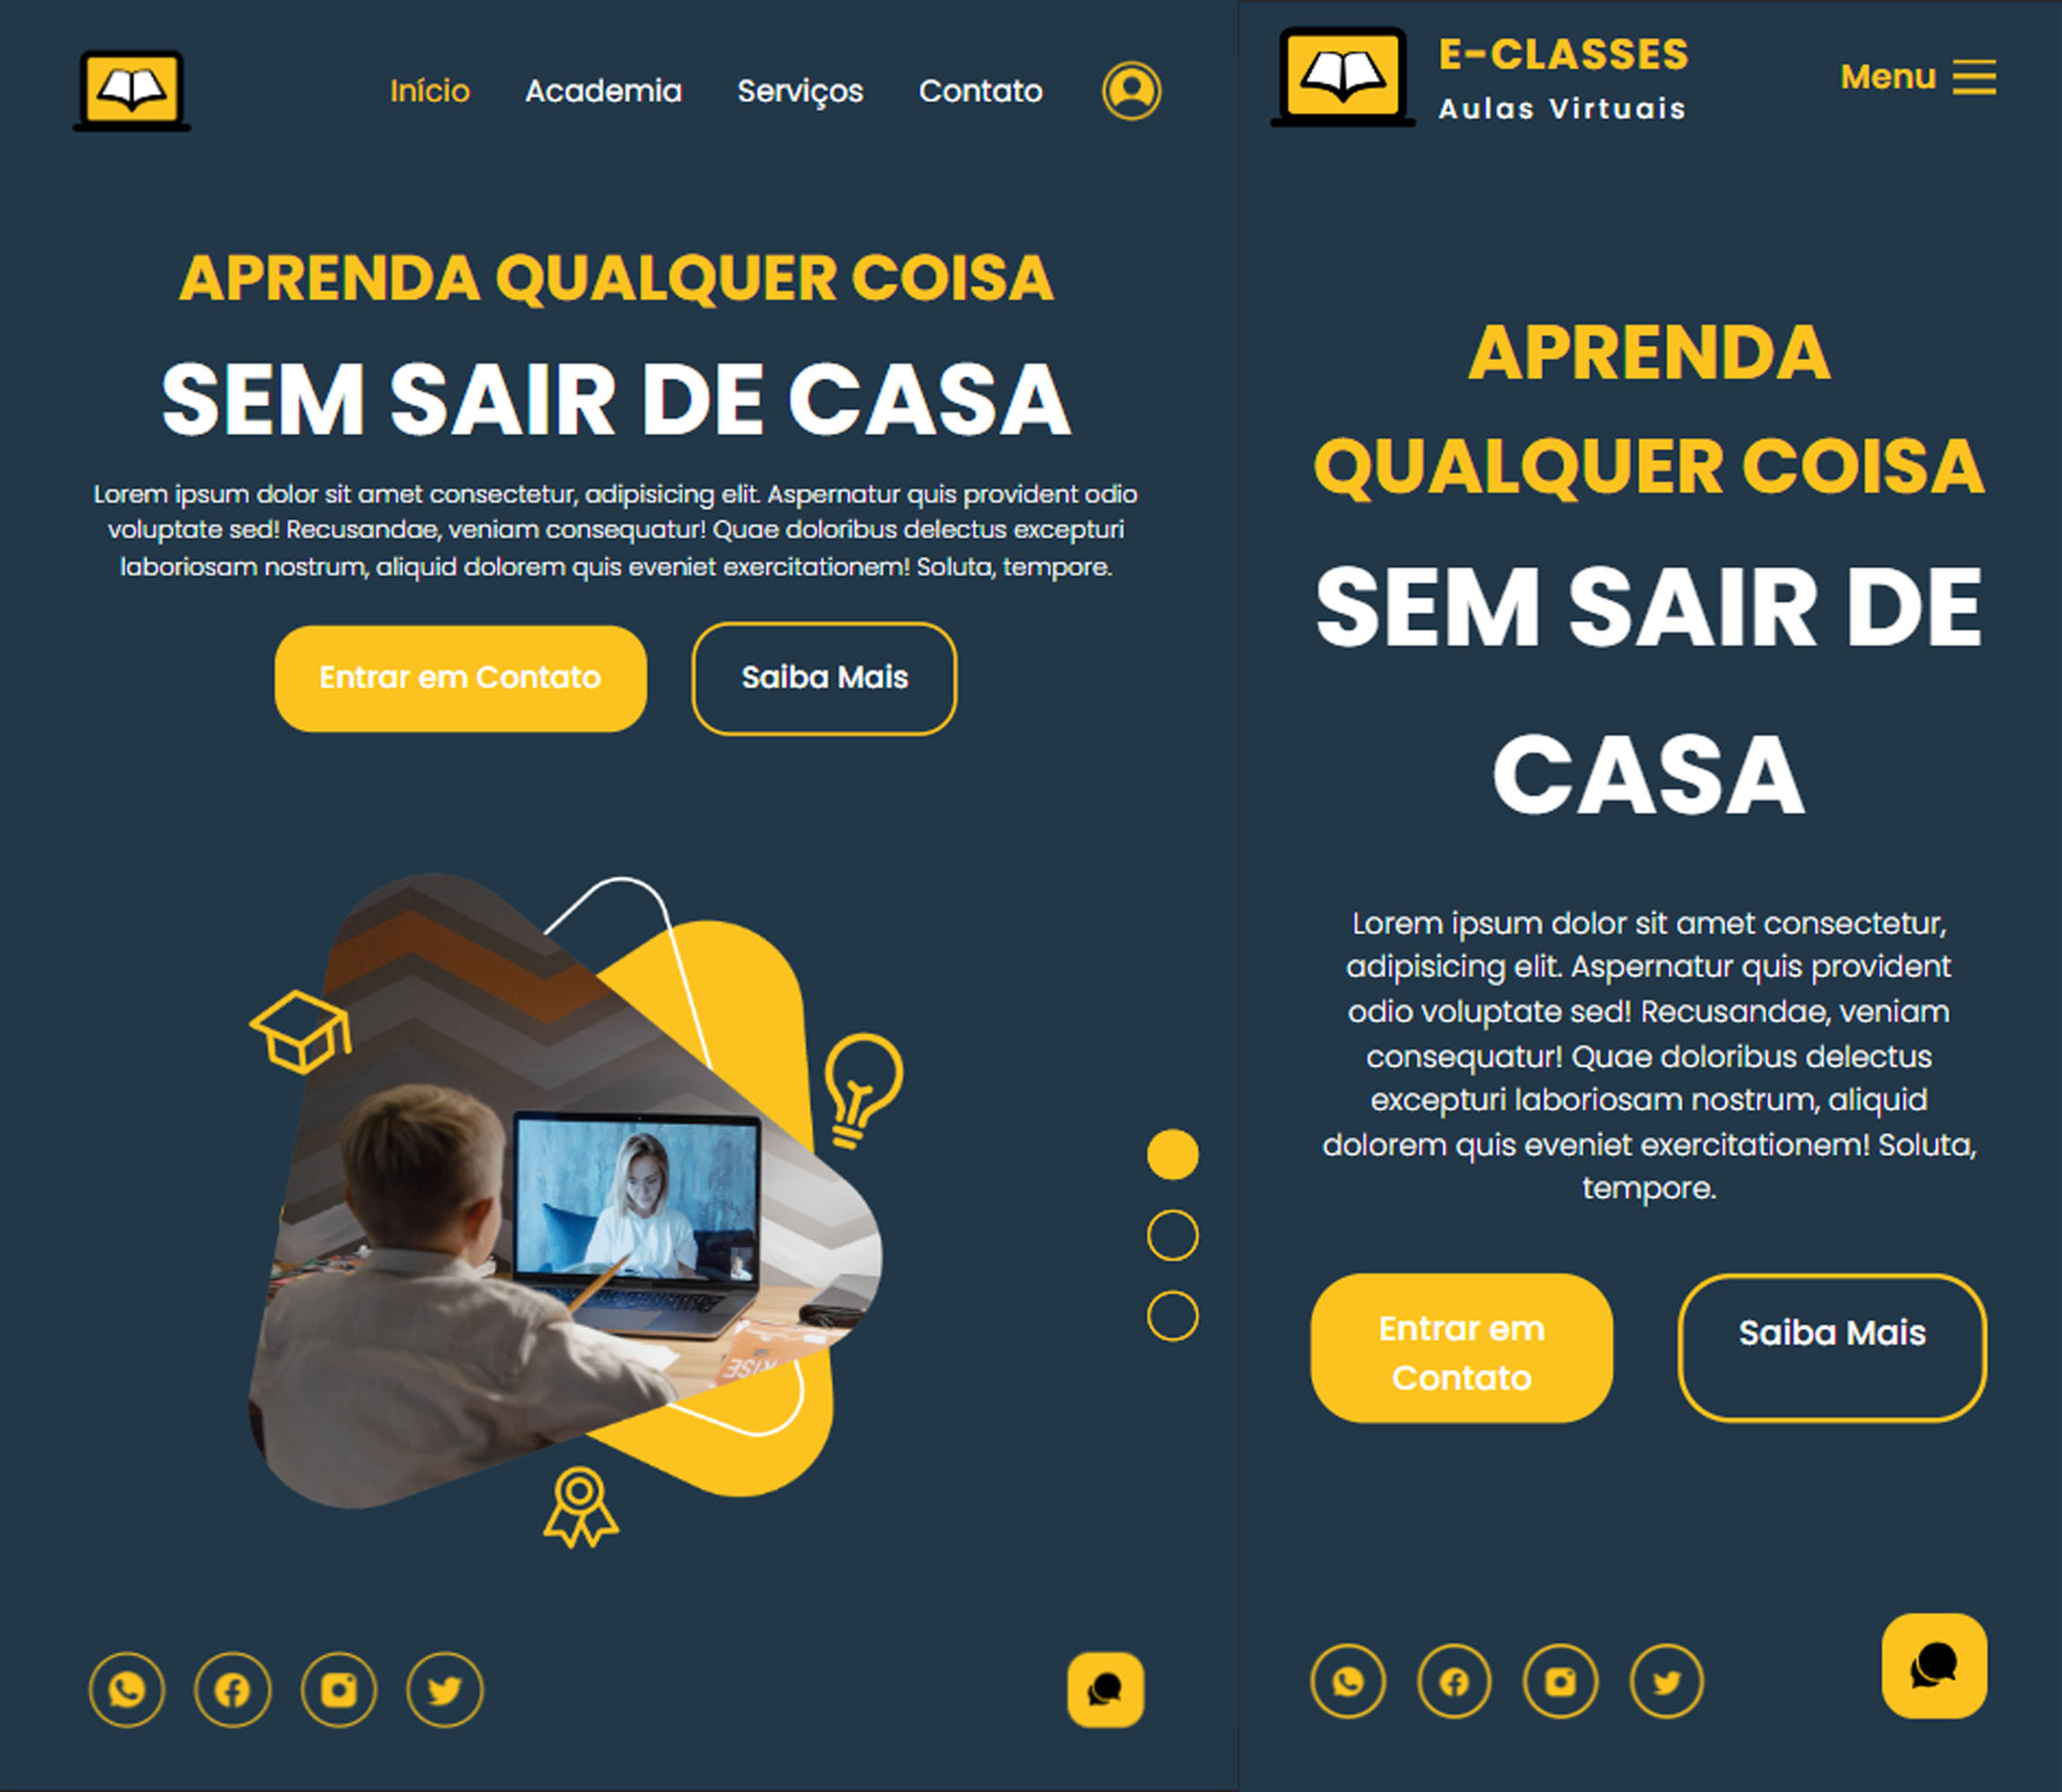 Início Academia Serviços Contato
APRENDA QUALQUER COISA
SEM SAIR DE CASA
Lorem ipsum dolor sit amet consectetur, adipisicing elit. Aspernatur quis provident odio
voluptate sed! Recusandae, veniam consequatur! Quae doloribus delectus excepturi
laboriosam nostrum, aliquid dolorem quis eveniet exercitationem! Soluta, tempore.
Entrar em Contato
Saiba Mais
RISE
E-CLASSES
Aulas Virtuais
Menu
APRENDA
QUALQUER COISA
SEM SAIR DE
CASA
Lorem ipsum dolor sit amet consectetur,
adipisicing elit. Aspernatur quis provident
odio voluptate sed! Recusandae, veniam
consequatur! Quae doloribus delectus
excepturi laboriosam nostrum, aliquid
dolorem quis eveniet exercitationem! Soluta,
tempore.
Entrar em
Contato
Saiba Mais